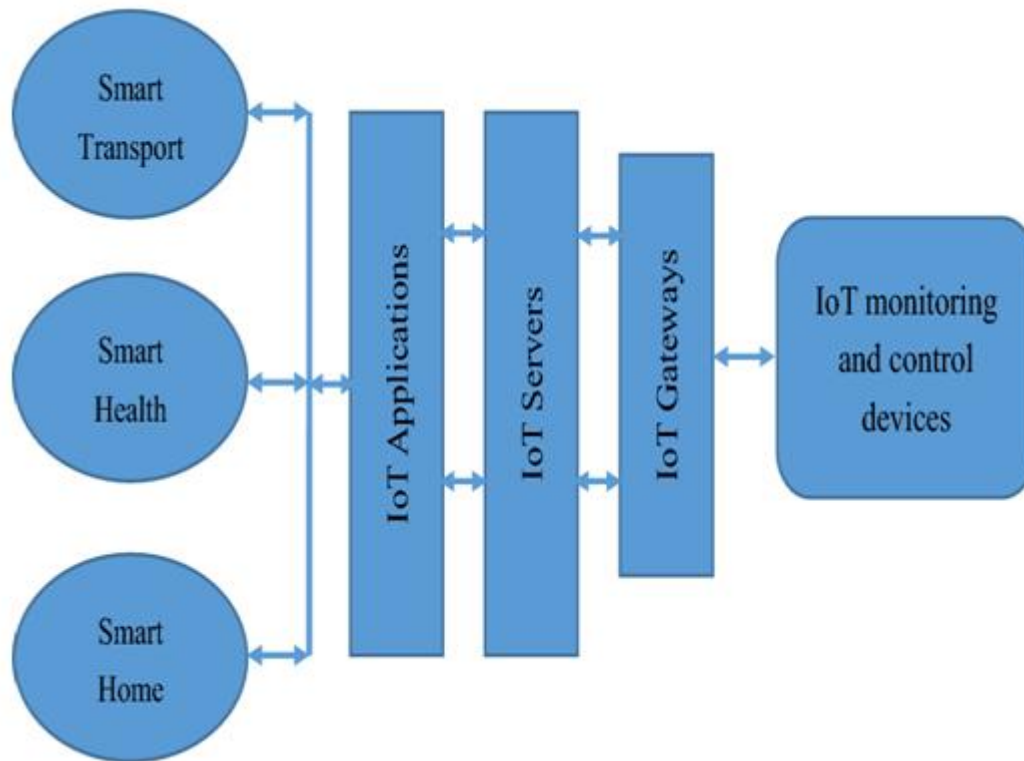 Smart
Transport
Smart
Health
Smart
Home
IoT Applications
IoT Servers
IoT Gateways
IoT monitoring
and control
devices